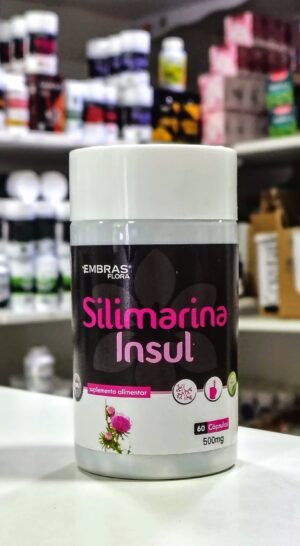 EMBRAS
FLORA
Silimarina
Insul
suplemento alimentar
60 Cápsulas
500mg